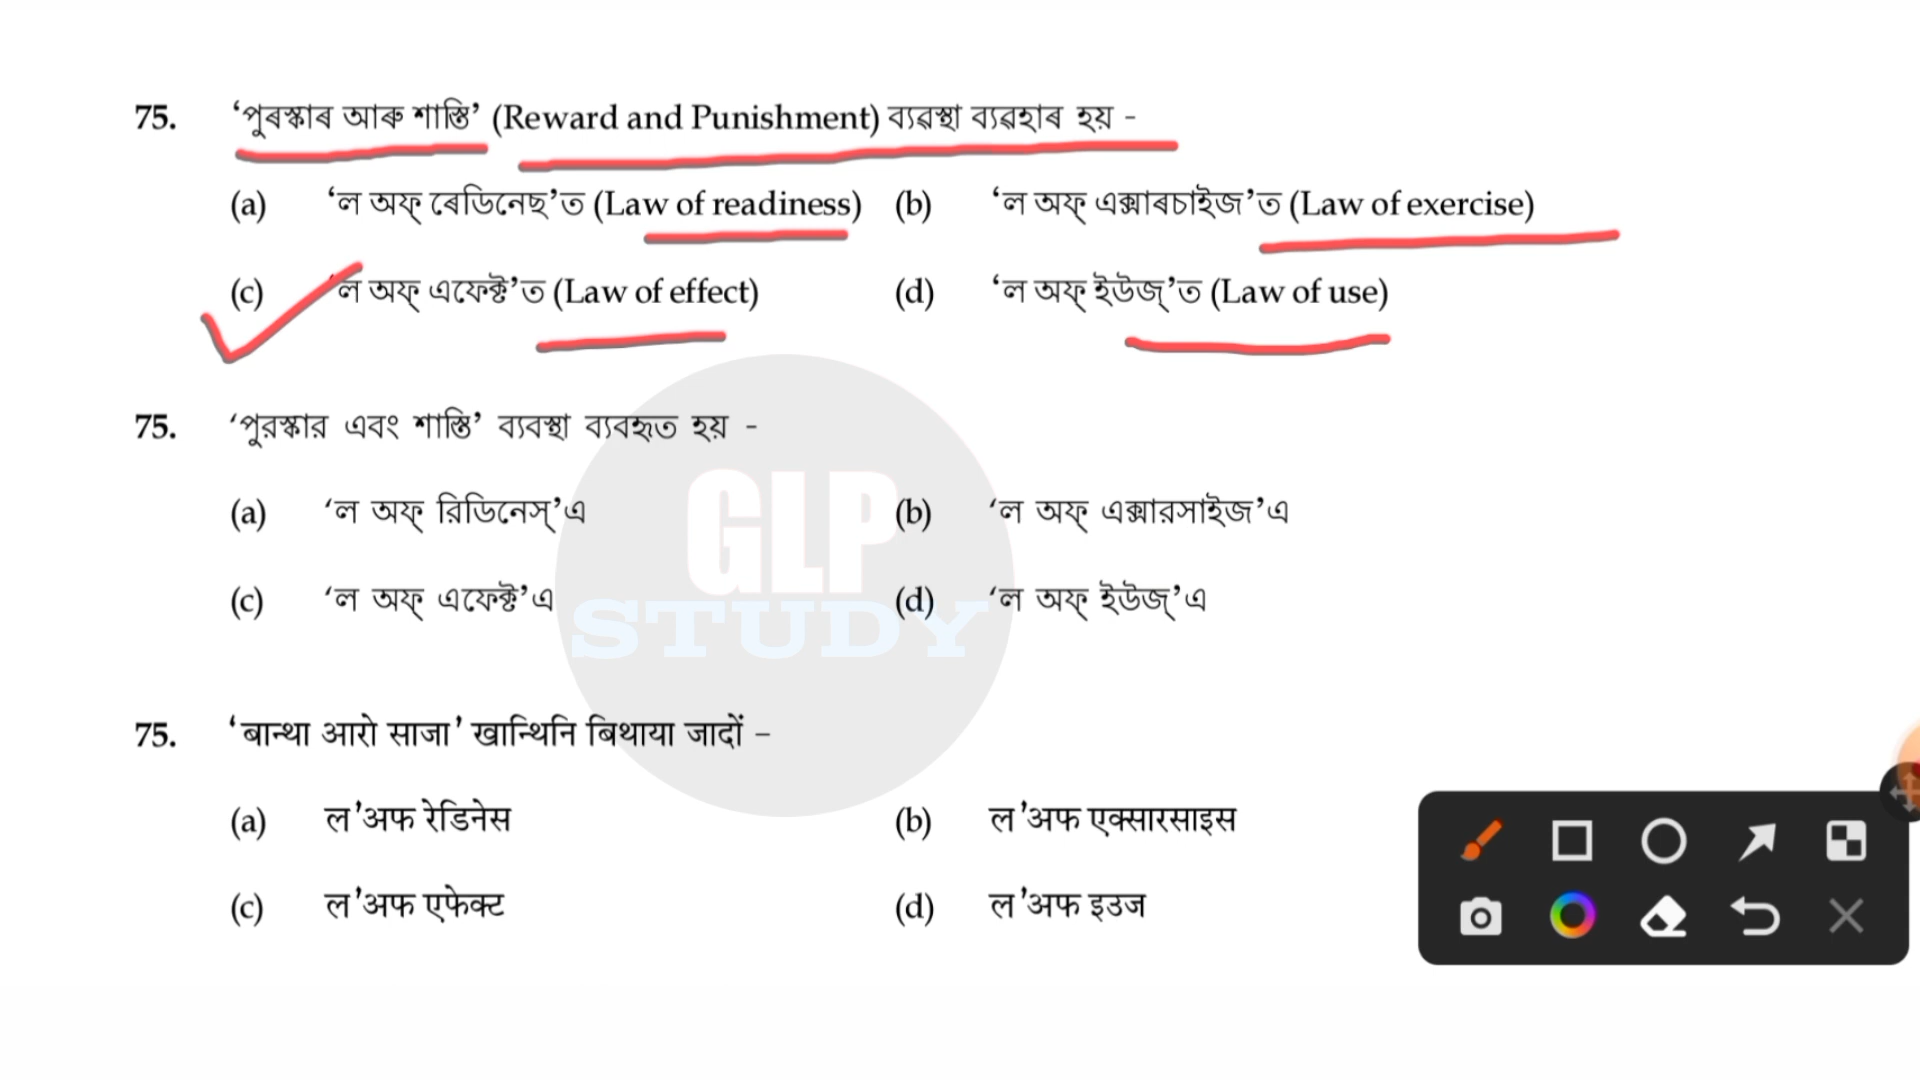 75. ‘পুৰস্কাৰ আৰু শাস্তি’ (Reward and Punishment) ব্যৱস্থা ব্যৱহাৰ হয় -
(a) ‘ল অফ্ ৰেডিনেছ’ত (Law of readiness) (b) ‘ল অফ্ এক্সাৰচাইজ’ত (Law of exercise)
(c) ‘ল অফ্ এফেক্ট’ত (Law of effect) (d) ‘ল অফ্ ইউজ্’ত (Law of use)
75. ‘পুরস্কার এবং শাস্তি’ ব্যবস্থা ব্যবহৃত হয় -
(a) ‘ল অফ্ রিডিনেস্’এ (b) ‘ল অফ্ এক্সারসাইজ’এ
(c) ‘ল অফ্ এফেক্ট’এ (d) ‘ল অফ্ ইউজ্’এ
GLP
STUDY
75. ‘बान्था आरो साजा’ खान्थिनि बिथाया जादों –
(a) ल’अफ रेडिनेस (b) ल’अफ एक्सारसाइस
(c) ल’अफ एफेक्ट (d) ल’अफ इउज